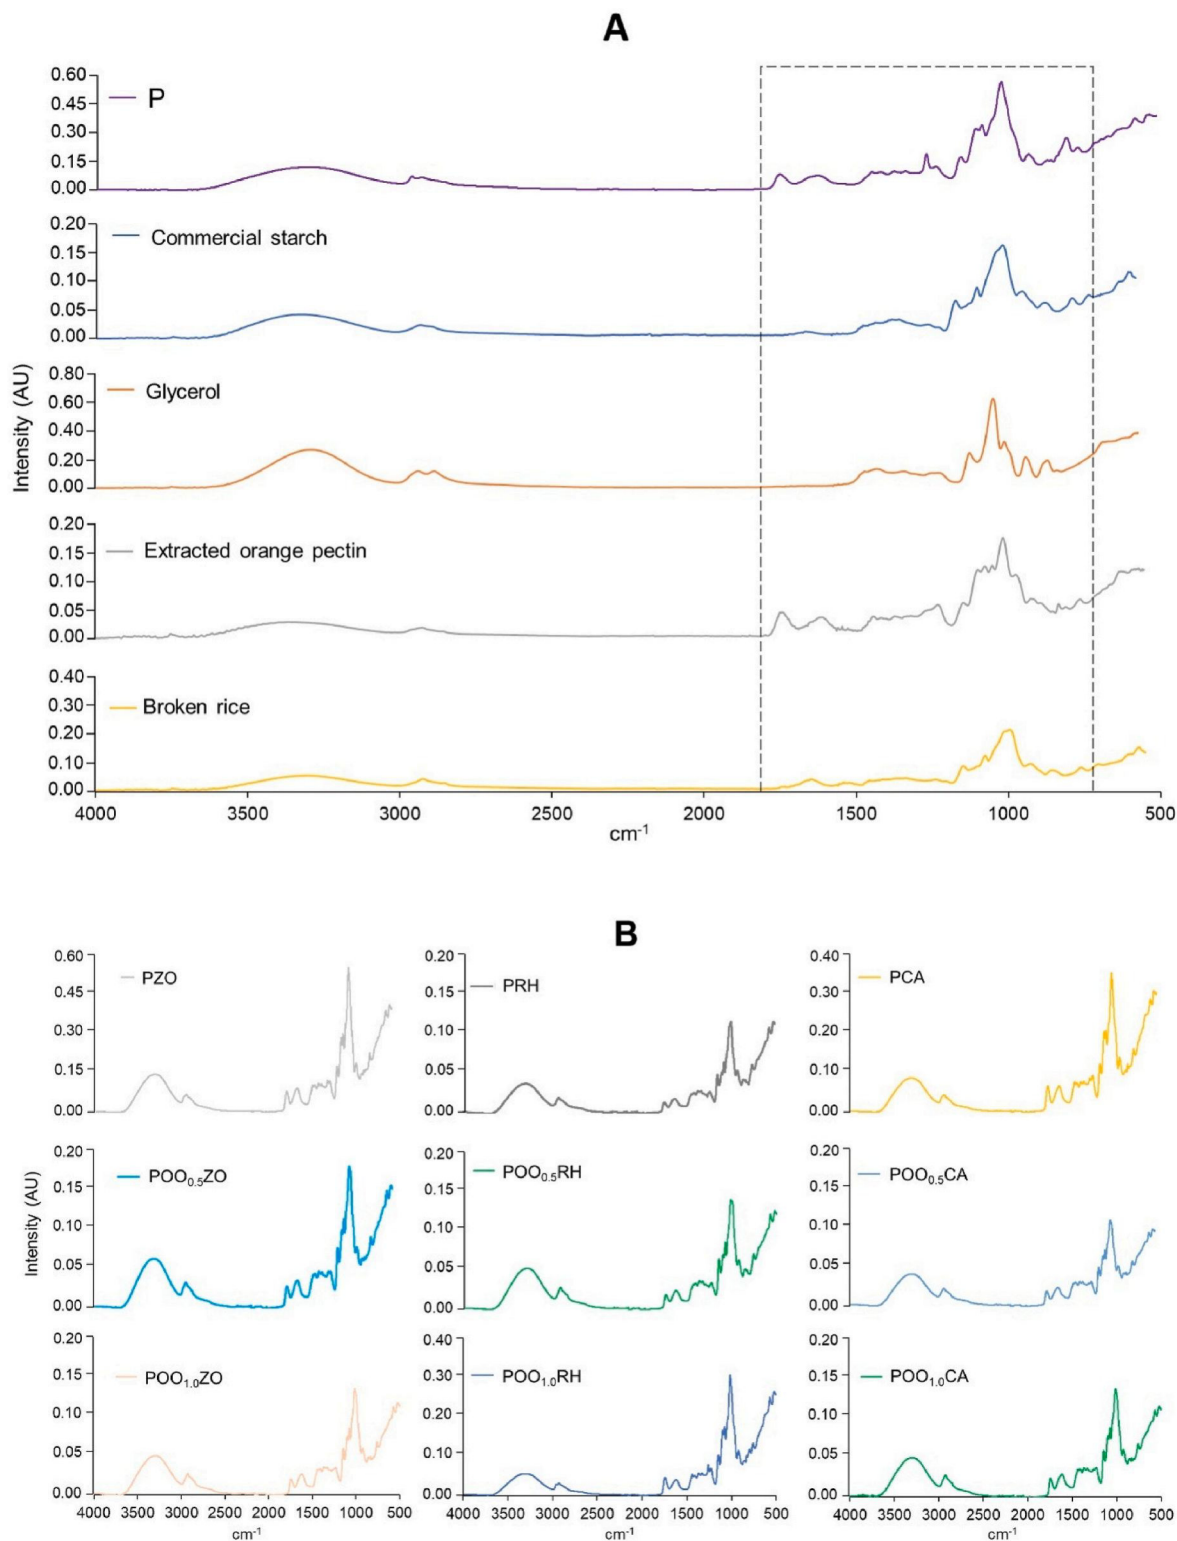 A
0.60
0.45
0.30
0.15
0.00
P
0.20
0.15
0.10
0.05
0.00
Commercial starch
0.80
0.60
0.40
0.20
0.00
Glycerol
Intensity (AU)
0.20
0.15
0.10
0.05
0.00
Extracted orange pectin
0.40
0.30
0.20
0.10
0.00
Broken rice
4000 3500 3000 2500 2000 1500 1000 500
cm⁻¹
B
0.60
0.45
0.30
0.15
0.00
PZO
0.20
0.15
0.10
0.05
0.00
PRH
0.40
0.30
0.20
0.10
0.00
PCA
Intensity (AU)
0.20
0.15
0.10
0.05
0.00
POO₀.₅ZO
0.20
0.15
0.10
0.05
0.00
POO₀.₅RH
0.20
0.15
0.10
0.05
0.00
POO₀.₅CA
0.20
0.15
0.10
0.05
0.00
POO₁.₀ZO
4000 3500 3000 2500 2000 1500 1000 500
cm⁻¹
0.40
0.30
0.20
0.10
0.00
POO₁.₀RH
4000 3500 3000 2500 2000 1500 1000 500
cm⁻¹
0.20
0.15
0.10
0.05
0.00
POO₁.₀CA
4000 3500 3000 2500 2000 1500 1000 500
cm⁻¹